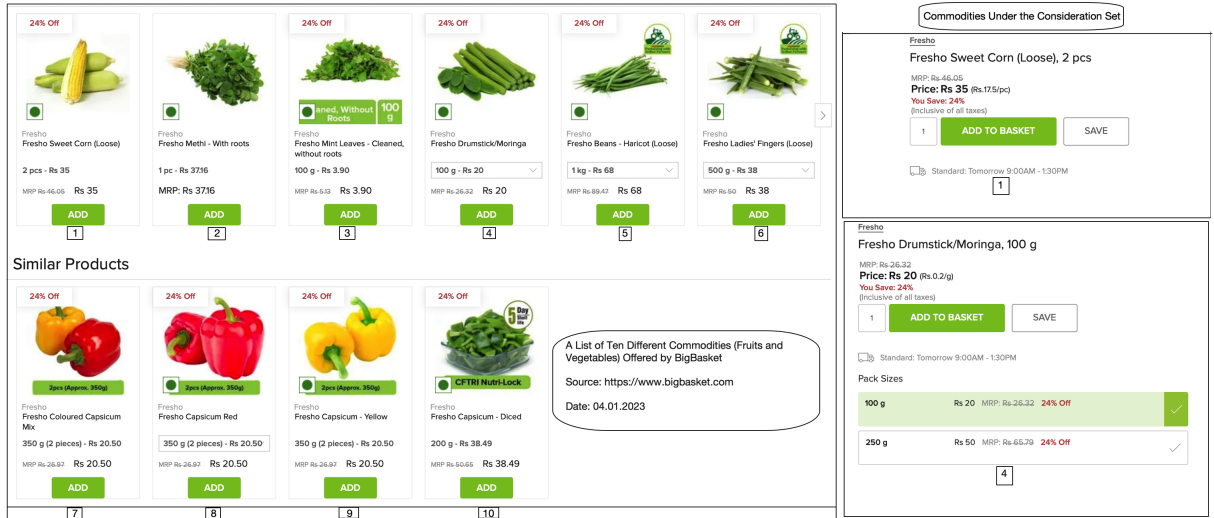 24% Off
24% Off
24% Off
24% Off
24% Off
aned, Without
Roots
100
g
Fresho
Fresho Sweet Corn (Loose)
2 pcs - Rs 35
MRP Rs 46.05 Rs 35
ADD
1
Fresho
Fresho Methi - With roots
1 pc - Rs 37.16
MRP: Rs 37.16
ADD
2
Fresho
Fresho Mint Leaves - Cleaned,
without roots
100 g - Rs 3.90
MRP Rs 5.13 Rs 3.90
ADD
3
Fresho
Fresho Drumstick/Moringa
100 g - Rs 20
MRP Rs 26.32 Rs 20
ADD
4
Fresho
Fresho Beans - Haricot (Loose)
1 kg - Rs 68
MRP Rs 89.47 Rs 68
ADD
5
Fresho
Fresho Ladies' Fingers (Loose)
500 g - Rs 38
MRP Rs 50 Rs 38
ADD
6
Similar Products
24% Off
2pcs (Approx. 350g)
Fresho
Fresho Coloured Capsicum
Mix
350 g (2 pieces) - Rs 20.50
MRP Rs 26.97 Rs 20.50
ADD
7
24% Off
2pcs (Approx. 350g)
Fresho
Fresho Capsicum Red
350 g (2 pieces) - Rs 20.50
MRP Rs 26.97 Rs 20.50
ADD
8
24% Off
2pcs (Approx. 350g)
Fresho
Fresho Capsicum - Yellow
350 g (2 pieces) - Rs 20.50
MRP Rs 26.97 Rs 20.50
ADD
9
24% Off
5
Day
Shelf
Life
CFTRI Nutri-Lock
Fresho
Fresho Capsicum - Diced
200 g - Rs 38.49
MRP Rs 50.65 Rs 38.49
ADD
10
A List of Ten Different Commodities (Fruits and
Vegetables) Offered by BigBasket
Source: https://www.bigbasket.com
Date: 04.01.2023
Commodities Under the Consideration Set
Fresho
Fresho Sweet Corn (Loose), 2 pcs
MRP: Rs 46.05
Price: Rs 35 (Rs.17.5/pc)
You Save: 24%
(Inclusive of all taxes)
1 ADD TO BASKET SAVE
Standard: Tomorrow 9:00AM - 1:30PM
1
Fresho
Fresho Drumstick/Moringa, 100 g
MRP: Rs 26.32
Price: Rs 20 (Rs.0.2/g)
You Save: 24%
(Inclusive of all taxes)
1 ADD TO BASKET SAVE
Standard: Tomorrow 9:00AM - 1:30PM
Pack Sizes
100 g Rs 20 MRP: Rs 26.32 24% Off
250 g Rs 50 MRP: Rs 65.79 24% Off
4